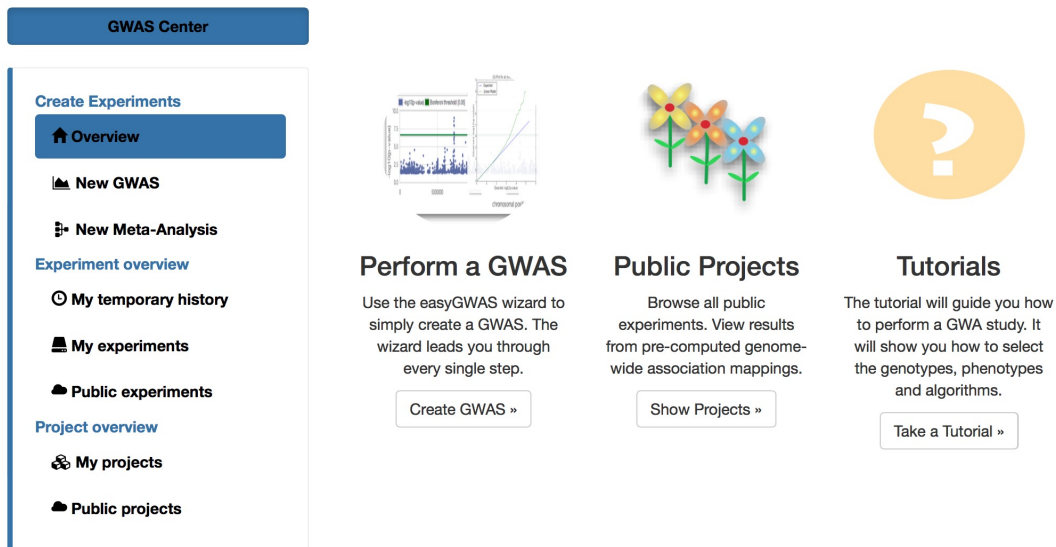 GWAS Center
Create Experiments
Overview
New GWAS
New Meta-Analysis
Experiment overview
My temporary history
My experiments
Public experiments
Project overview
My projects
Public projects
-log10(p-value)
chromosomal posi
?
Perform a GWAS
Use the easyGWAS wizard to
simply create a GWAS. The
wizard leads you through
every single step.
Create GWAS »
Public Projects
Browse all public
experiments. View results
from pre-computed genome-
wide association mappings.
Show Projects »
Tutorials
The tutorial will guide you how
to perform a GWA study. It
will show you how to select
the genotypes, phenotypes
and algorithms.
Take a Tutorial »